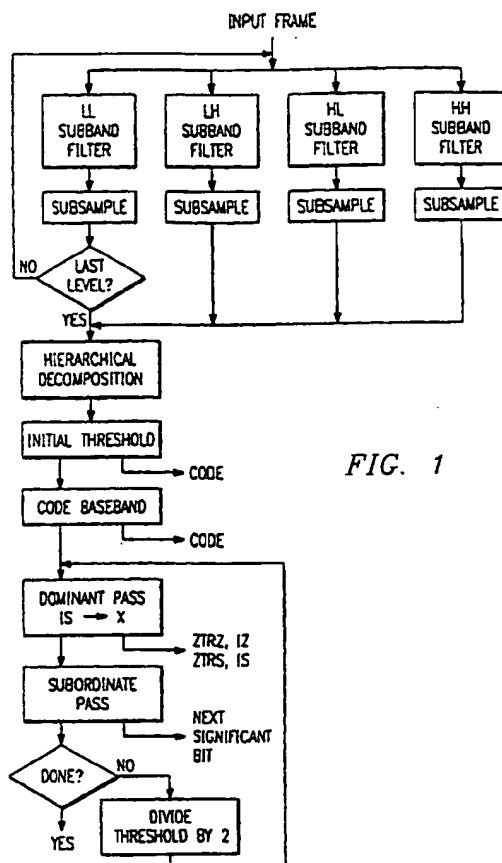 INPUT FRAME
LL
SUBBAND
FILTER
LH
SUBBAND
FILTER
HL
SUBBAND
FILTER
HH
SUBBAND
FILTER
SUBSAMPLE
SUBSAMPLE
SUBSAMPLE
SUBSAMPLE
NO
LAST
LEVEL?
YES
HIERARCHICAL
DECOMPOSITION
INITIAL THRESHOLD
CODE
FIG. 1
CODE BASEBAND
CODE
DOMINANT PASS
IS → X
ZTRZ, IZ
ZTRS, IS
SUBORDINATE
PASS
NEXT
SIGNIFICANT
BIT
DONE?
NO
YES
DIVIDE
THRESHOLD BY 2